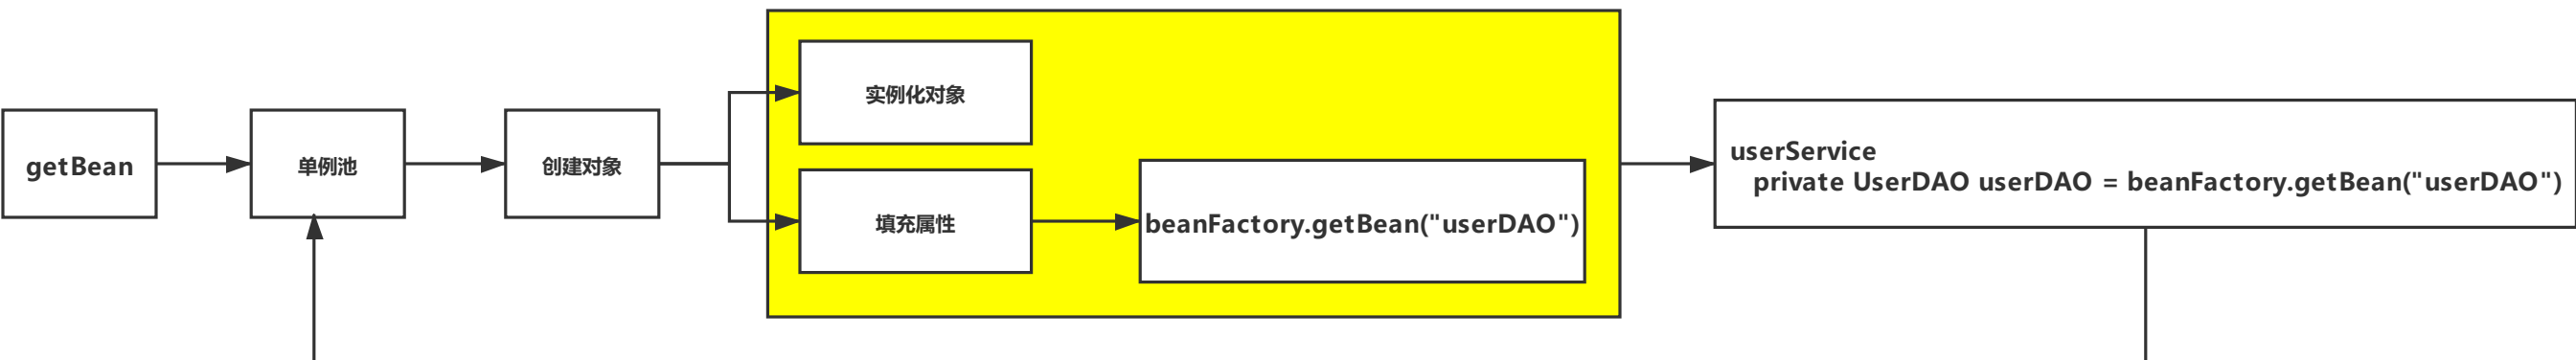 getBean
单例池
创建对象
实例化对象
填充属性
beanFactory.getBean("userDAO")
userService
private UserDAO userDAO = beanFactory.getBean("userDAO")